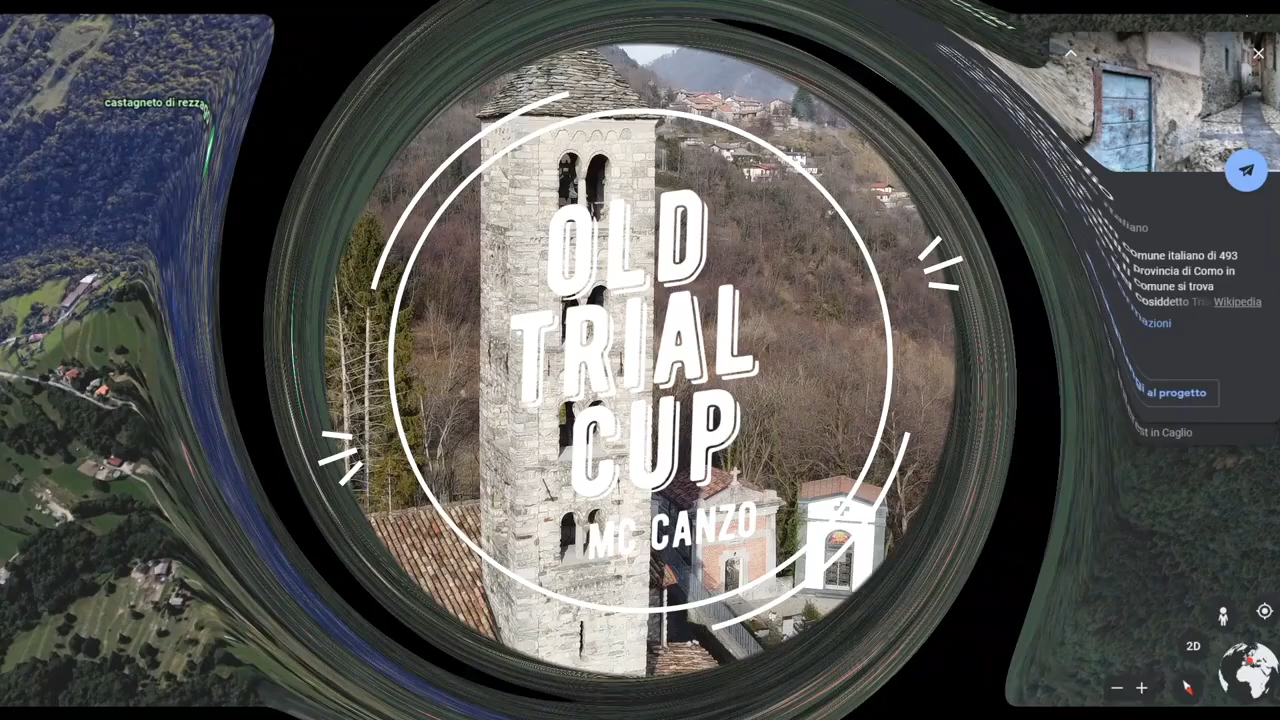 castagneto di rezzago
OLD
TRIAL
CUP
MC CANZO
omune italiano di 493
Provincia di Como in
Comune si trova
cosiddetto Wikipedia
al progetto
in Caglio
2D